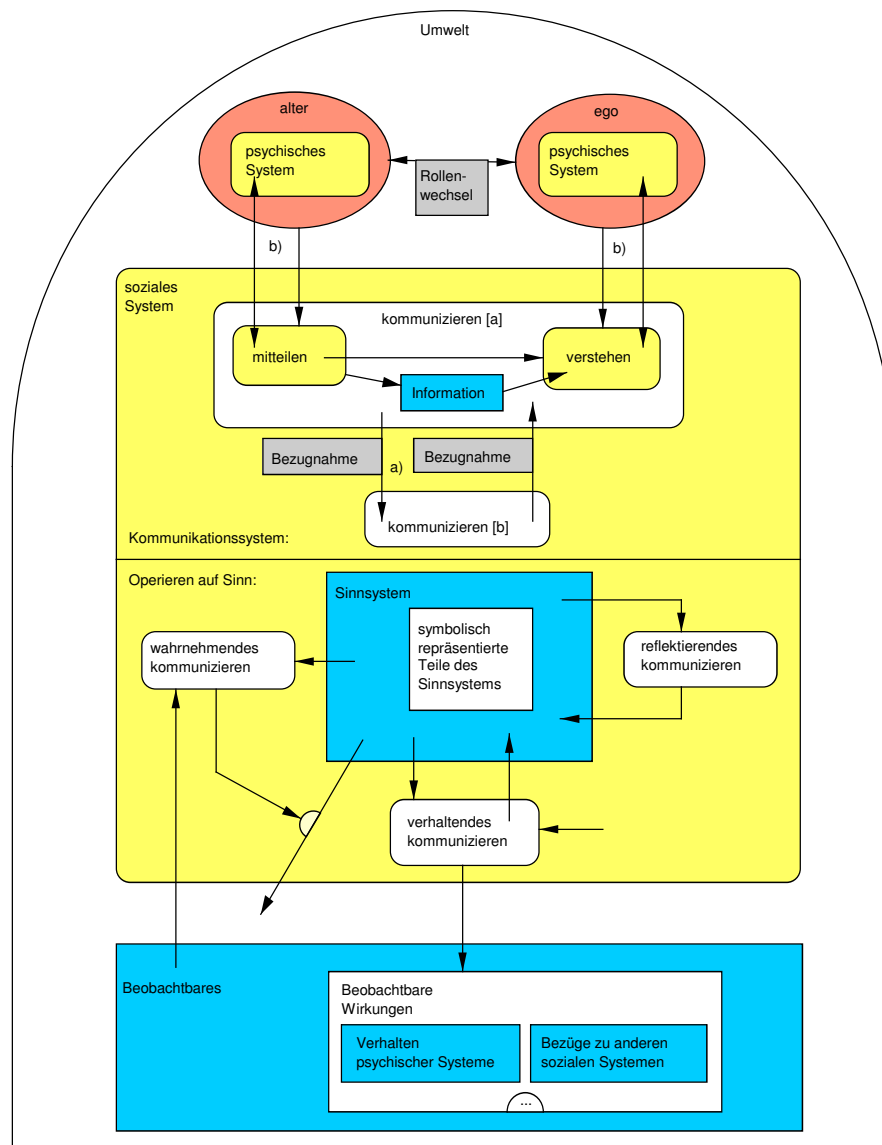 Umwelt
alter
ego
psychisches
System
psychisches
System
Rollen-
wechsel
b)
b)
soziales
System
kommunizieren [a]
mitteilen
verstehen
Information
Bezugnahme
a)
Bezugnahme
kommunizieren [b]
Kommunikationssystem:
Operieren auf Sinn:
Sinnsystem
symbolisch
repräsentierte
Teile des
Sinnsystems
wahrnehmendes
kommunizieren
reflektierendes
kommunizieren
verhaltendes
kommunizieren
Beobachtbares
Beobachtbare
Wirkungen
Verhalten
psychischer Systeme
Bezüge zu anderen
sozialen Systemen
...